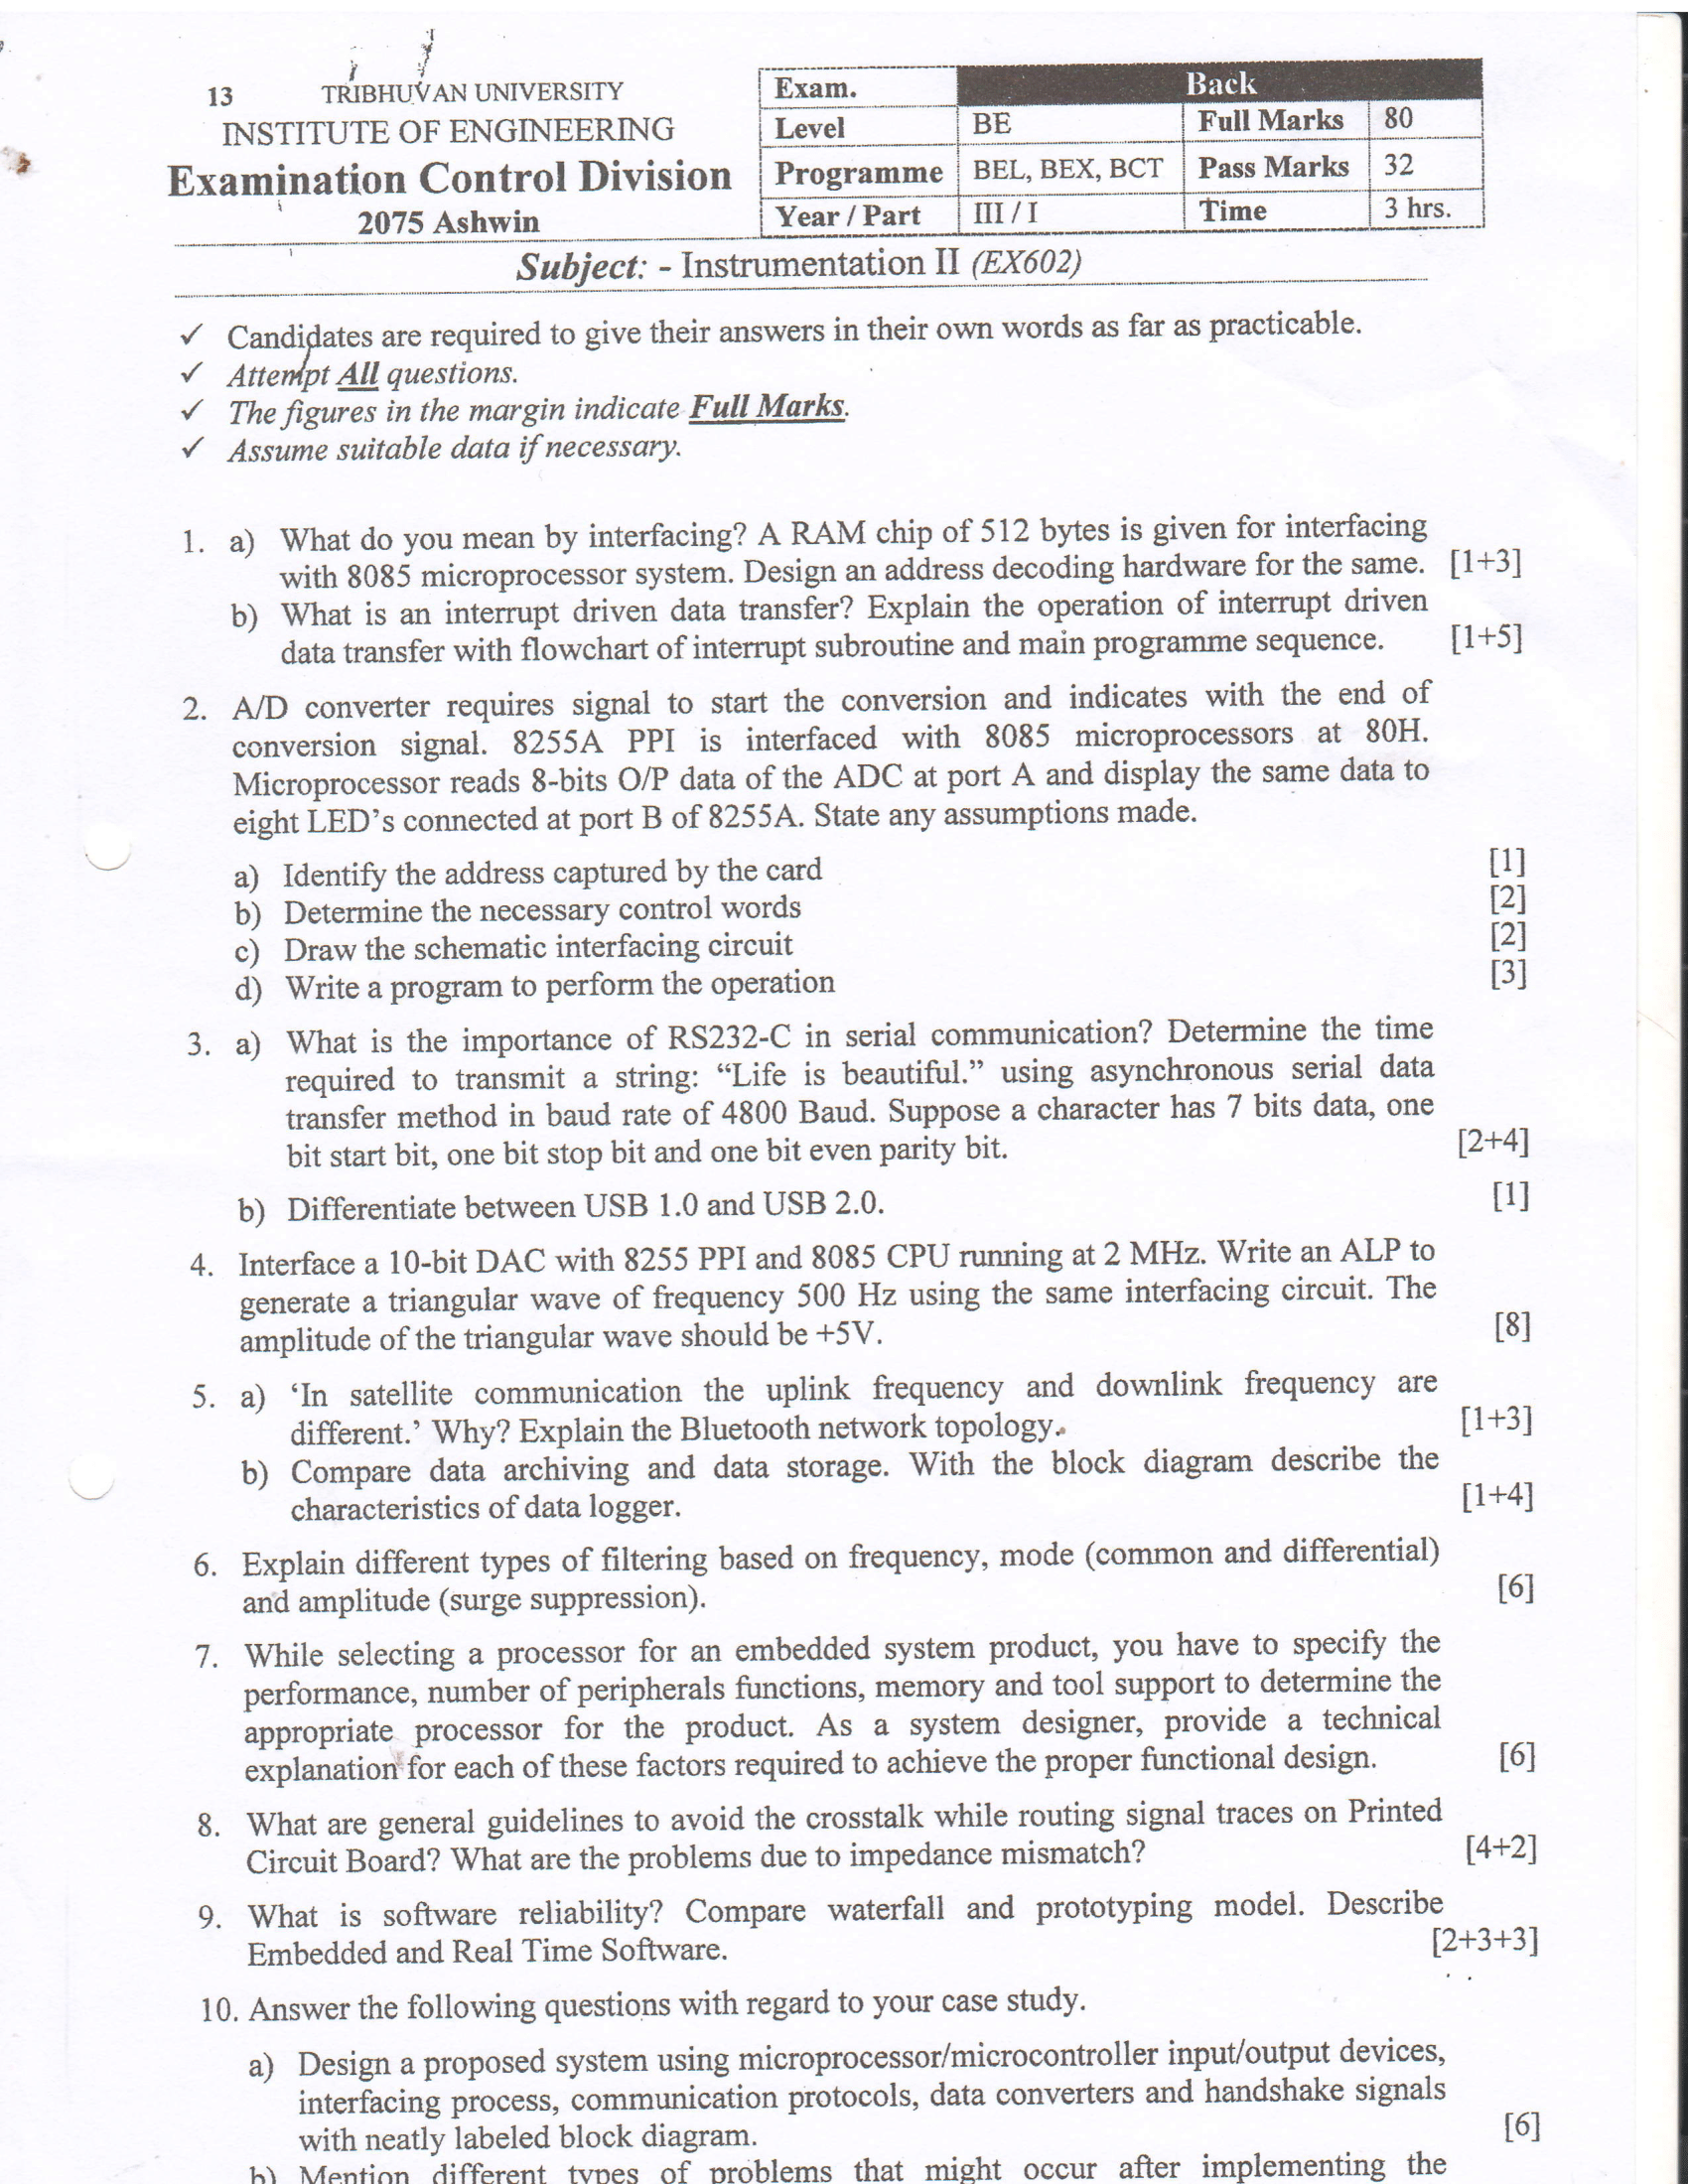 13 TRIBHUVAN UNIVERSITY
INSTITUTE OF ENGINEERING
Examination Control Division
2075 Ashwin
Exam. Back
Level BE Full Marks 80
Programme BEL, BEX, BCT Pass Marks 32
Year / Part III / I Time 3 hrs.
Subject: - Instrumentation II (EX602)
✓ Candidates are required to give their answers in their own words as far as practicable.
✓ Attempt All questions.
✓ The figures in the margin indicate Full Marks.
✓ Assume suitable data if necessary.
1. a) What do you mean by interfacing? A RAM chip of 512 bytes is given for interfacing
with 8085 microprocessor system. Design an address decoding hardware for the same. [1+3]
b) What is an interrupt driven data transfer? Explain the operation of interrupt driven
data transfer with flowchart of interrupt subroutine and main programme sequence. [1+5]
2. A/D converter requires signal to start the conversion and indicates with the end of
conversion signal. 8255A PPI is interfaced with 8085 microprocessors at 80H.
Microprocessor reads 8-bits O/P data of the ADC at port A and display the same data to
eight LED's connected at port B of 8255A. State any assumptions made.
a) Identify the address captured by the card [1]
b) Determine the necessary control words [2]
c) Draw the schematic interfacing circuit [2]
d) Write a program to perform the operation [3]
3. a) What is the importance of RS232-C in serial communication? Determine the time
required to transmit a string: “Life is beautiful.” using asynchronous serial data
transfer method in baud rate of 4800 Baud. Suppose a character has 7 bits data, one
bit start bit, one bit stop bit and one bit even parity bit. [2+4]
b) Differentiate between USB 1.0 and USB 2.0. [1]
4. Interface a 10-bit DAC with 8255 PPI and 8085 CPU running at 2 MHz. Write an ALP to
generate a triangular wave of frequency 500 Hz using the same interfacing circuit. The
amplitude of the triangular wave should be +5V. [8]
5. a) ‘In satellite communication the uplink frequency and downlink frequency are
different.’ Why? Explain the Bluetooth network topology. [1+3]
b) Compare data archiving and data storage. With the block diagram describe the
characteristics of data logger. [1+4]
6. Explain different types of filtering based on frequency, mode (common and differential)
and amplitude (surge suppression). [6]
7. While selecting a processor for an embedded system product, you have to specify the
performance, number of peripherals functions, memory and tool support to determine the
appropriate processor for the product. As a system designer, provide a technical
explanation for each of these factors required to achieve the proper functional design. [6]
8. What are general guidelines to avoid the crosstalk while routing signal traces on Printed
Circuit Board? What are the problems due to impedance mismatch? [4+2]
9. What is software reliability? Compare waterfall and prototyping model. Describe
Embedded and Real Time Software. [2+3+3]
10. Answer the following questions with regard to your case study.
a) Design a proposed system using microprocessor/microcontroller input/output devices,
interfacing process, communication protocols, data converters and handshake signals
with neatly labeled block diagram. [6]
b) Mention different types of problems that might occur after implementing the